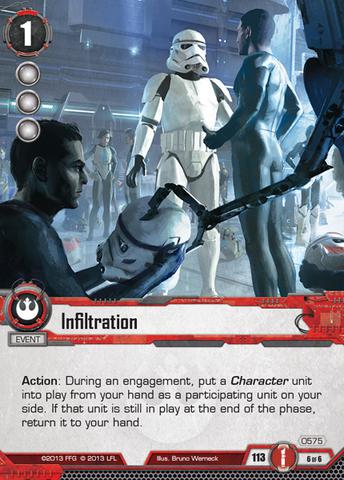 1
Infiltration
EVENT
Action: During an engagement, put a Character unit
into play from your hand as a participating unit on your
side. If that unit is still in play at the end of the phase,
return it to your hand.
0575
©2013 FFG © 2013 LFL Illus. Bruno Werneck 113 6 of 6